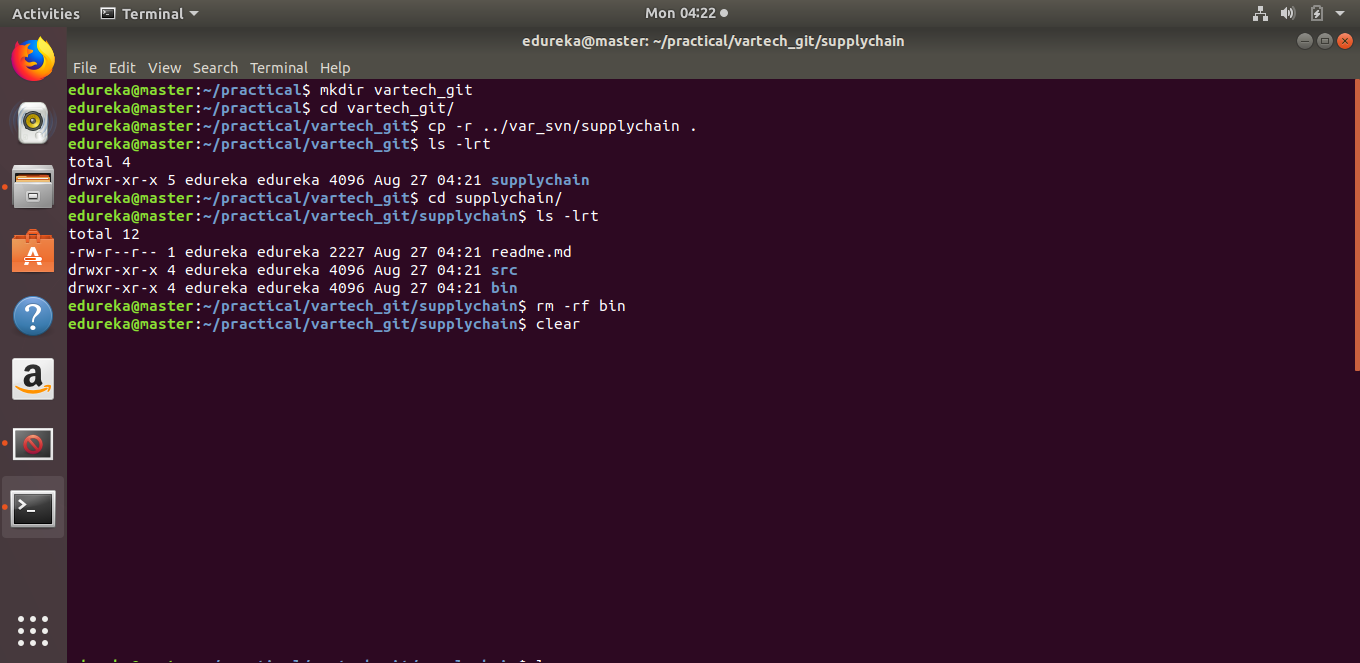 Activities Terminal Mon 04:22
edureka@master: ~/practical/vartech_git/supplychain
File Edit View Search Terminal Help
edureka@master:~/practical$ mkdir vartech_git
edureka@master:~/practical$ cd vartech_git/
edureka@master:~/practical/vartech_git$ cp -r ../var_svn/supplychain .
edureka@master:~/practical/vartech_git$ ls -lrt
total 4
drwxr-xr-x 5 edureka edureka 4096 Aug 27 04:21 supplychain
edureka@master:~/practical/vartech_git$ cd supplychain/
edureka@master:~/practical/vartech_git/supplychain$ ls -lrt
total 12
-rw-r--r-- 1 edureka edureka 2227 Aug 27 04:21 readme.md
drwxr-xr-x 4 edureka edureka 4096 Aug 27 04:21 src
drwxr-xr-x 4 edureka edureka 4096 Aug 27 04:21 bin
edureka@master:~/practical/vartech_git/supplychain$ rm -rf bin
edureka@master:~/practical/vartech_git/supplychain$ clear